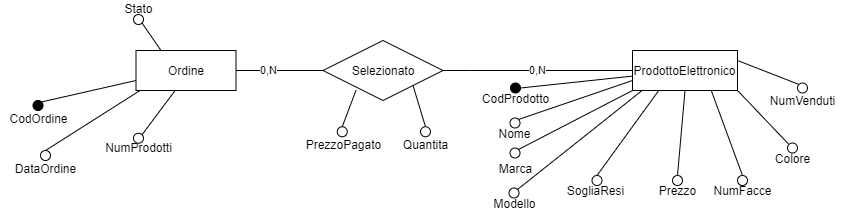 Stato
Ordine
0,N
Selezionato
0,N
ProdottoElettronico
CodOrdine
DataOrdine
NumProdotti
PrezzoPagato
Quantita
CodProdotto
Nome
Marca
Modello
SogliaResi
Prezzo
NumFacce
Colore
NumVenduti